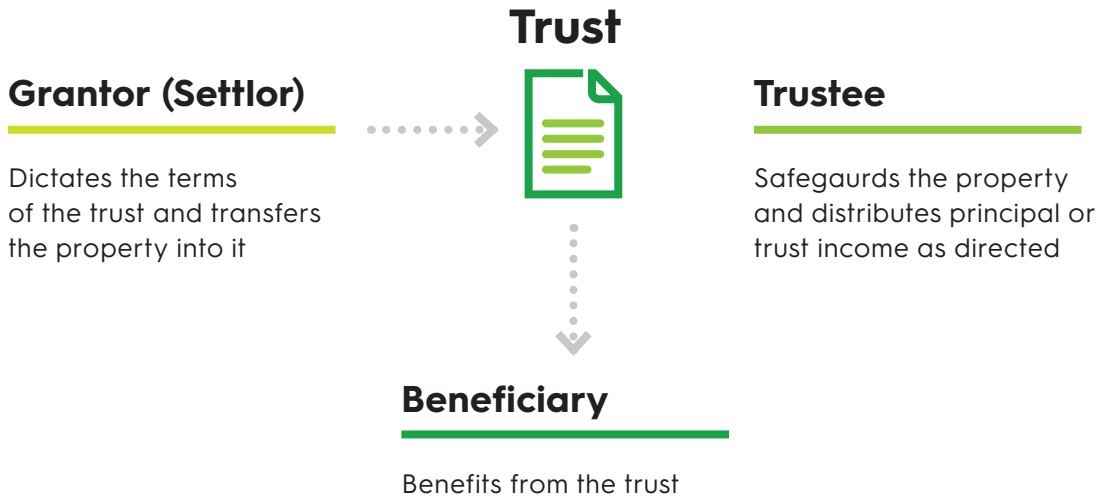 Trust
Grantor (Settlor)
Dictates the terms
of the trust and transfers
the property into it
Trustee
Safegaurds the property
and distributes principal or
trust income as directed
Beneficiary
Benefits from the trust